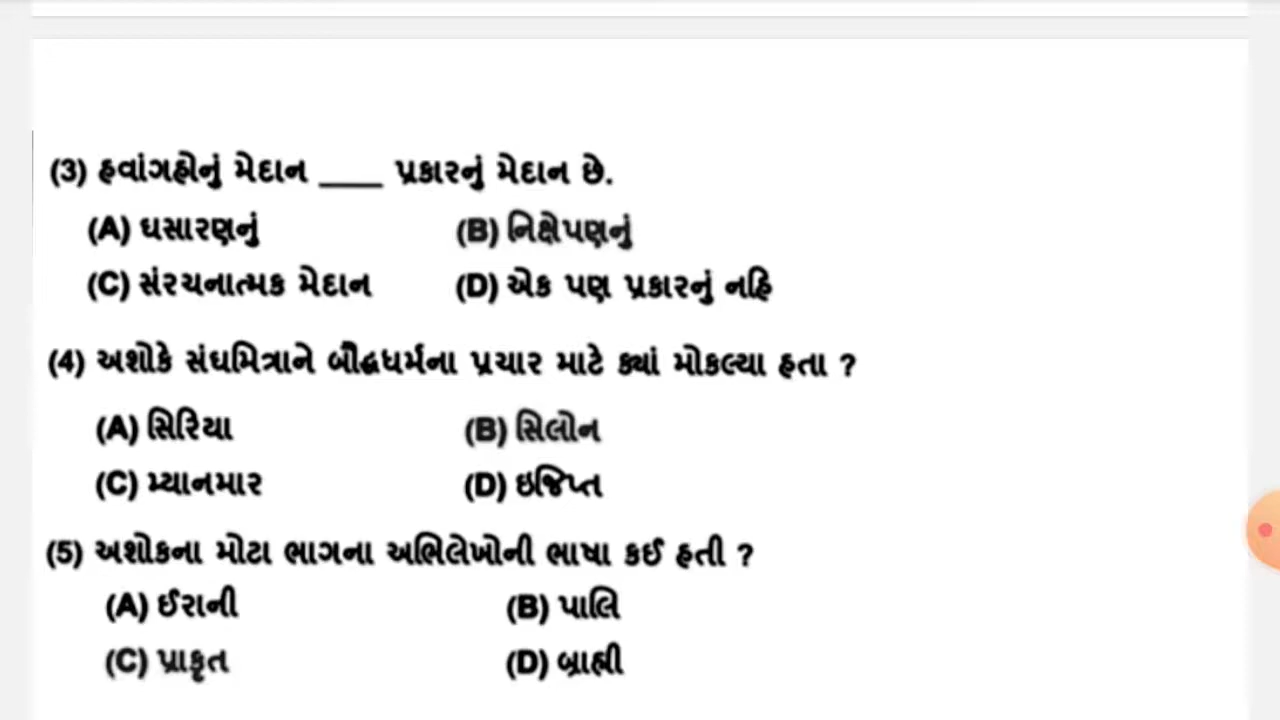 (3) હવાંગહોનું મેદાન ____ પ્રકારનું મેદાન છે.
(A) ઘસારણનું (B) નિક્ષેપણનું
(C) સંરચનાત્મક મેદાન (D) એક પણ પ્રકારનું નહિ
(4) અશોકે સંઘમિત્રાને બૌદ્ધધર્મના પ્રચાર માટે ક્યાં મોકલ્યા હતા ?
(A) સિરિયા (B) સિલોન
(C) મ્યાનમાર (D) ઇજિપ્ત
(5) અશોકના મોટા ભાગના અભિલેખોની ભાષા કઈ હતી ?
(A) ઈરાની (B) પાલિ
(C) પ્રાકૃત (D) બ્રાહ્મી